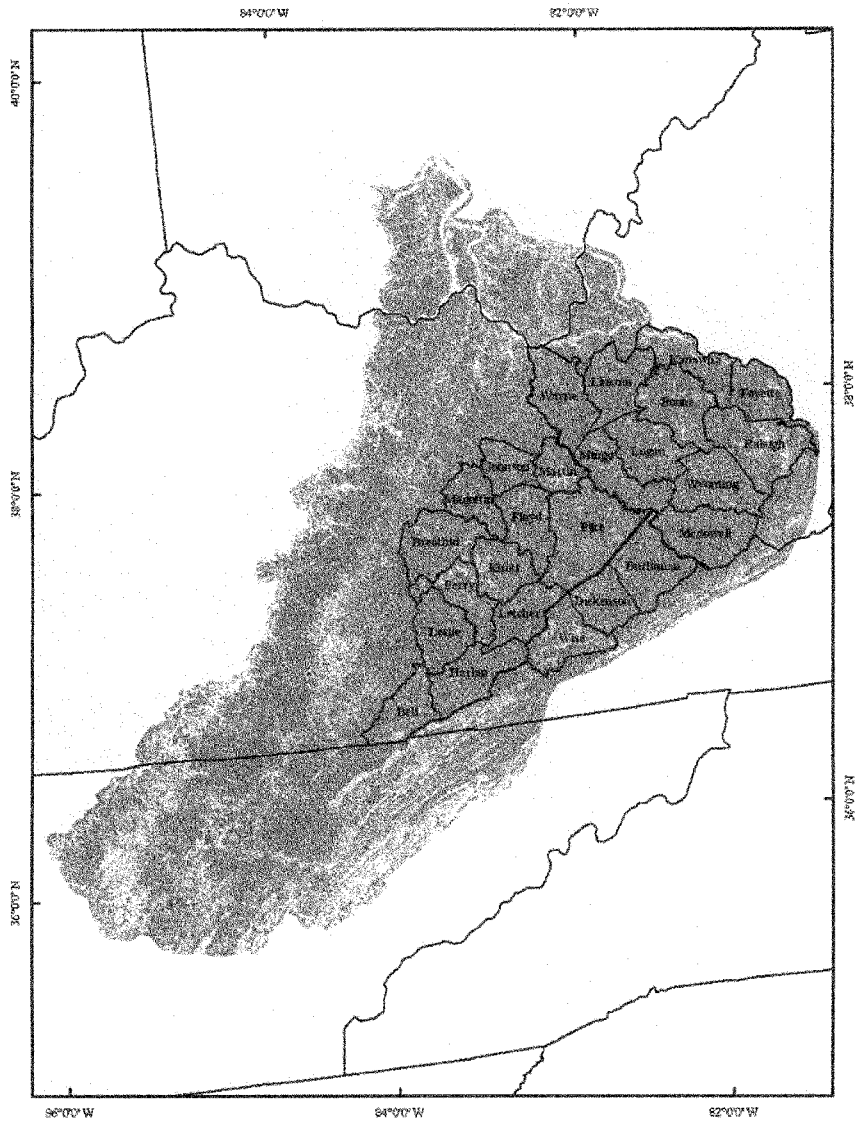 84°0'0"W 82°0'0"W
40°0'0"N
38°0'0"N
36°0'0"N
38°0'0"N
36°0'0"N
Wayne
Lincoln
Boone
Fayette
Raleigh
Logan
Mingo
Wyoming
McDowell
Johnson
Martin
Magoffin
Floyd
Pike
Breathitt
Knott
Perry
Buchanan
Dickenson
Letcher
Wise
Leslie
Harlan
Bell
86°0'0"W 84°0'0"W 82°0'0"W